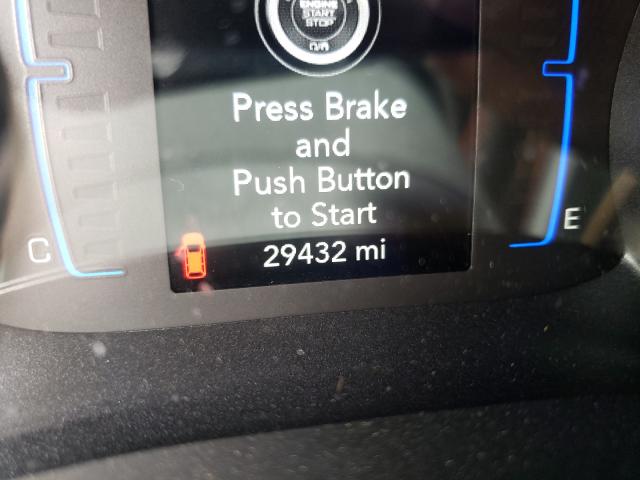 ENGINE
START
STOP
Press Brake
and
Push Button
to Start
29432 mi
C
E